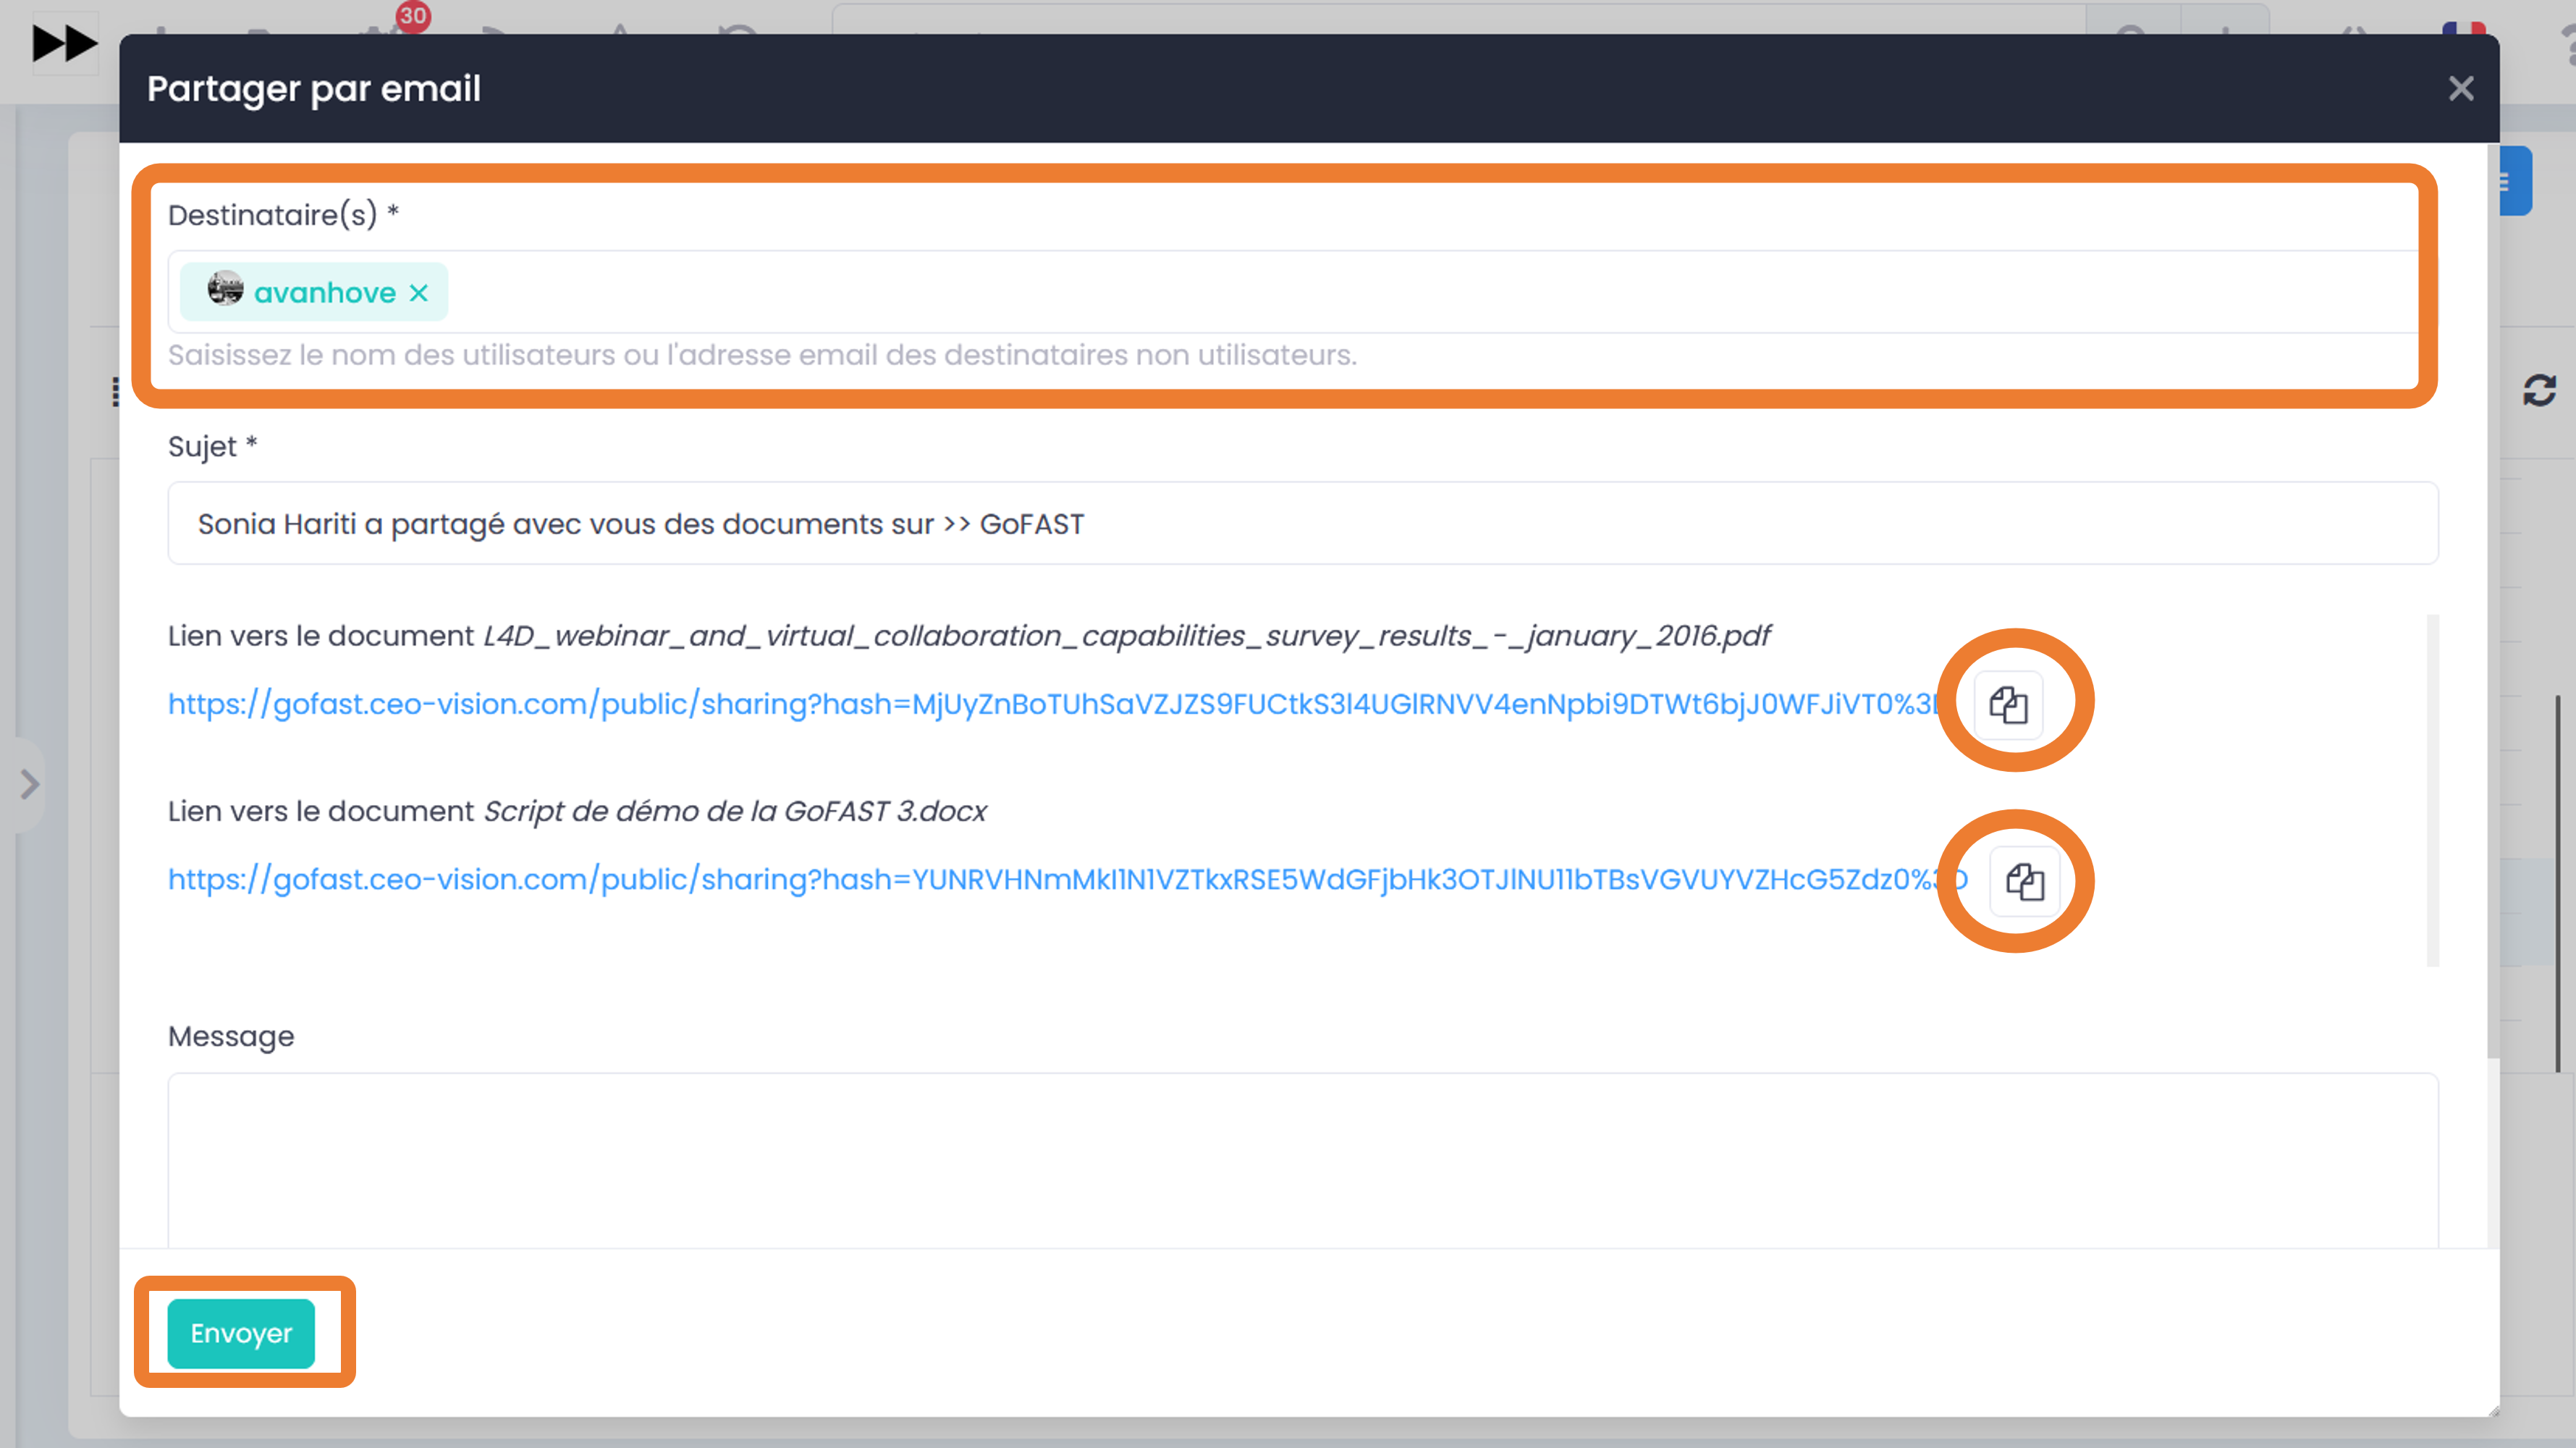 30
Partager par email
Destinataire(s) *
avanhove
Saisissez le nom des utilisateurs ou l'adresse email des destinataires non utilisateurs.
Sujet *
Sonia Hariti a partagé avec vous des documents sur >> GoFAST
Lien vers le document L4D_webinar_and_virtual_collaboration_capabilities_survey_results_-_january_2016.pdf
https://gofast.ceo-vision.com/public/sharing?hash=MjUyZnBoTUhSaVZJZS9FUCtkS3l4UGlRNVV4enNpbi9DTWt6bjJ0WFJiVT0%3
Lien vers le document Script de démo de la GoFAST 3.docx
https://gofast.ceo-vision.com/public/sharing?hash=YUNRVHNmMkI1N1VZTkxRSE5WdGFjbHk3OTJlNU11bTBsVGVUYVZHcG5Zdz0%3D
Message
Envoyer